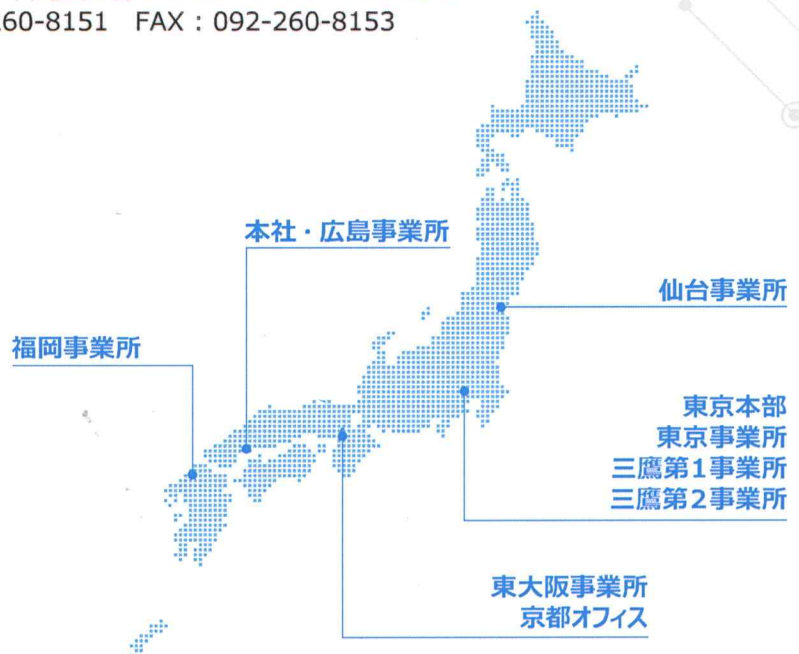 60-8151 FAX：092-260-8153
本社・広島事業所
仙台事業所
福岡事業所
東京本部
東京事業所
三鷹第1事業所
三鷹第2事業所
東大阪事業所
京都オフィス